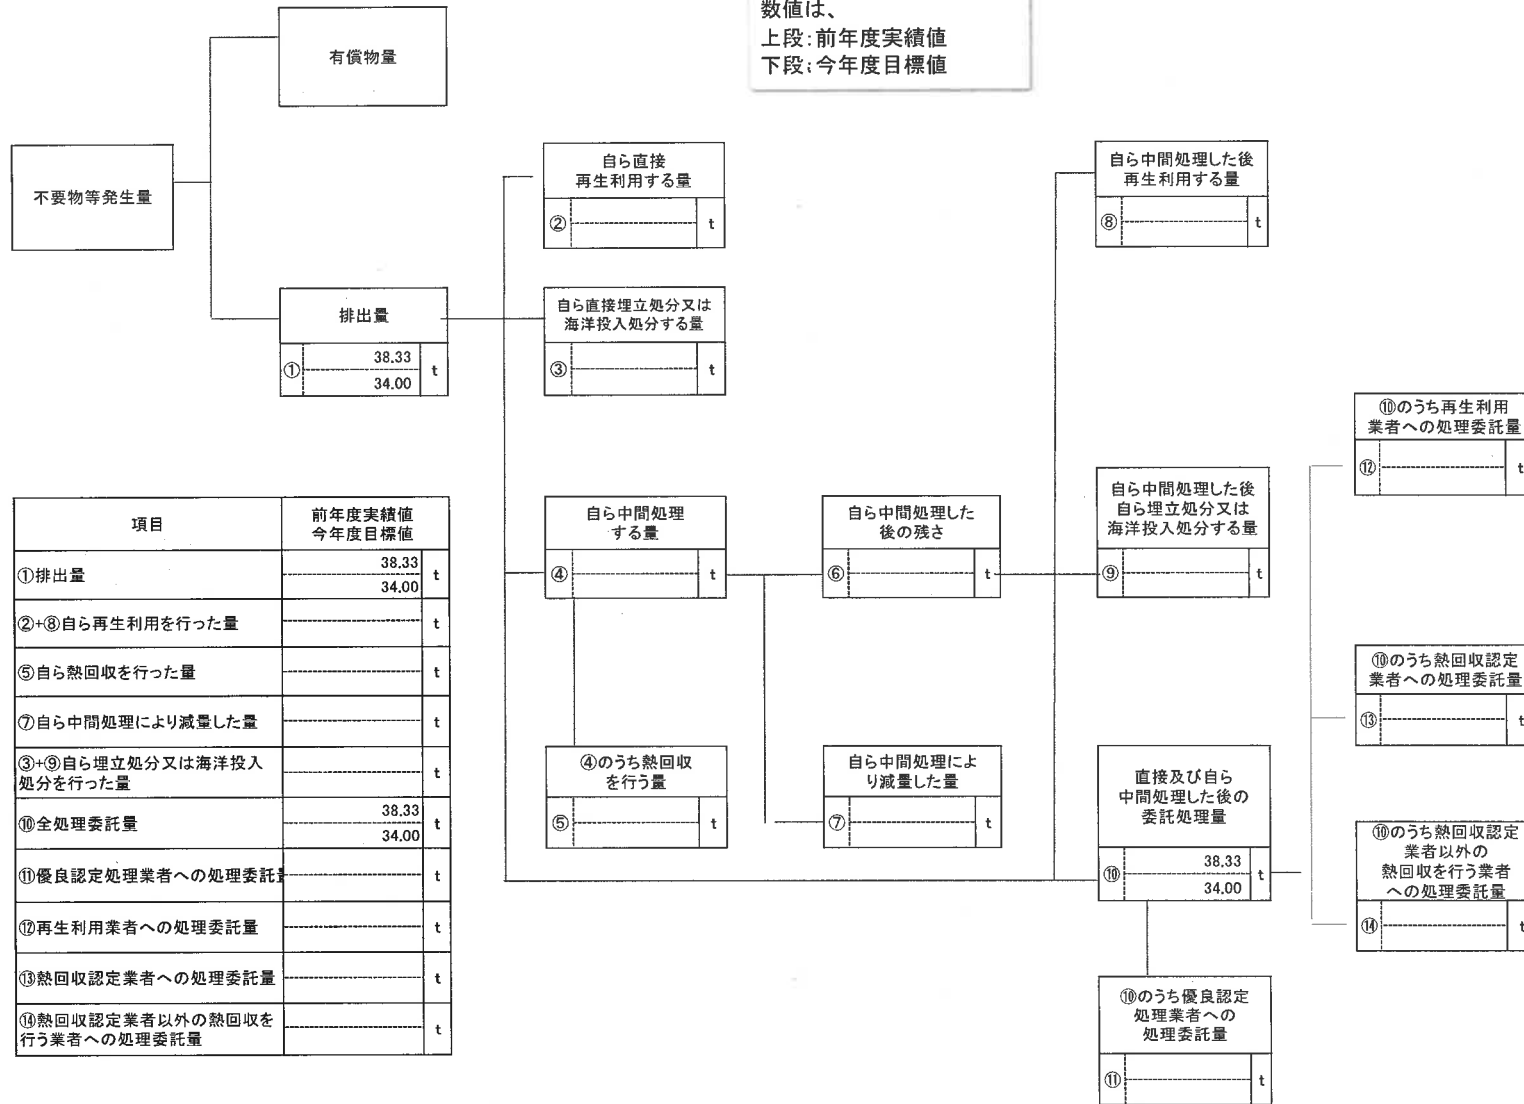 数値は、
上段:前年度実績値
下段:今年度目標値
有償物量
不要物等発生量
排出量
① 38.33 t
34.00
自ら直接
再生利用する量
② t
自ら直接埋立処分又は
海洋投入処分する量
③ t
自ら中間処理した後
再生利用する量
⑧ t
自ら中間処理
する量
④ t
自ら中間処理した
後の残さ
⑥ t
自ら中間処理した後
自ら埋立処分又は
海洋投入処分する量
⑨ t
④のうち熱回収
を行う量
⑤ t
自ら中間処理によ
り減量した量
⑦ t
直接及び自ら
中間処理した後の
委託処理量
⑩ 38.33 t
34.00
⑩のうち優良認定
処理業者への
処理委託量
⑪ t
⑩のうち再生利用
業者への処理委託量
⑫ t
⑩のうち熱回収認定
業者への処理委託量
⑬ t
⑩のうち熱回収認定
業者以外の
熱回収を行う業者
への処理委託量
⑭ t
項目 前年度実績値
今年度目標値
①排出量 38.33 t
34.00
②+⑧自ら再生利用を行った量 t
⑤自ら熱回収を行った量 t
⑦自ら中間処理により減量した量 t
③+⑨自ら埋立処分又は海洋投入
処分を行った量 t
⑩全処理委託量 38.33 t
34.00
⑪優良認定処理業者への処理委託 t
⑫再生利用業者への処理委託量 t
⑬熱回収認定業者への処理委託量 t
⑭熱回収認定業者以外の熱回収を
行う業者への処理委託量 t